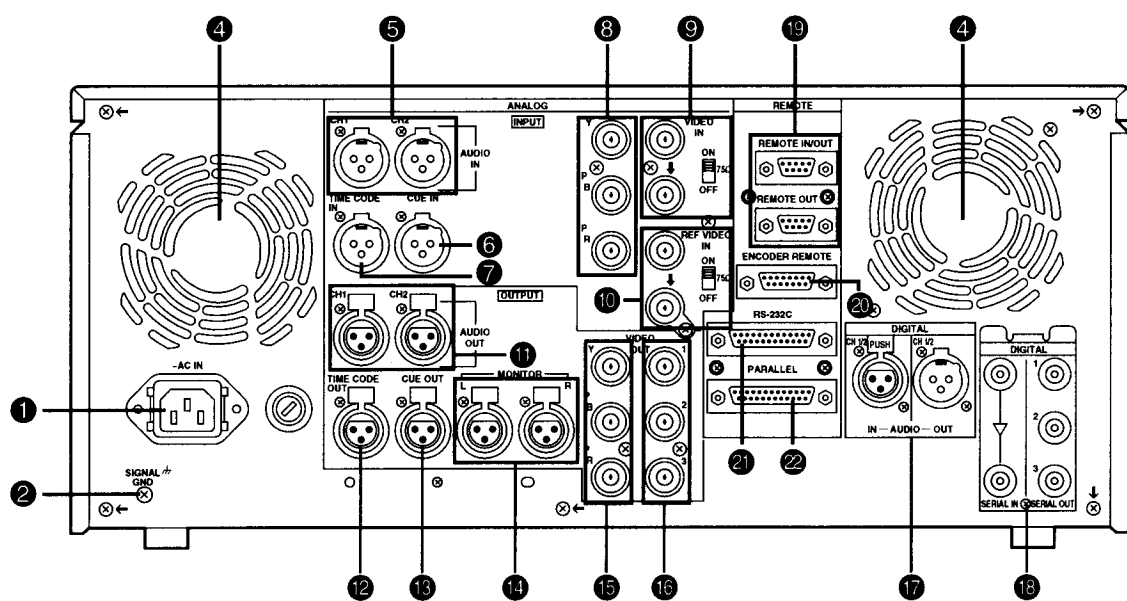 4 5 8 9 19 4
ANALOG
INPUT
REMOTE
CH1 CH2
AUDIO
IN
Y
P
B
P
R
VIDEO
IN
ON
75Ω
OFF
REMOTE IN/OUT
REMOTE OUT
TIME CODE
IN
CUE IN
6
7
REF VIDEO
IN
ON
75Ω
OFF
10
ENCODER REMOTE
20
OUTPUT
CH1 CH2
AUDIO
OUT
11
VIDEO
OUT
Y
P
B
P
R
1
2
3
RS-232C
PARALLEL
21 22
DIGITAL
CH 1/2 PUSH CH 1/2
IN — AUDIO — OUT
DIGITAL
1
2
3
SERIAL IN SERIAL OUT
~AC IN
1
SIGNAL
GND
2
TIME CODE
OUT
CUE OUT
MONITOR
L R
12 13 14 15 16 17 18